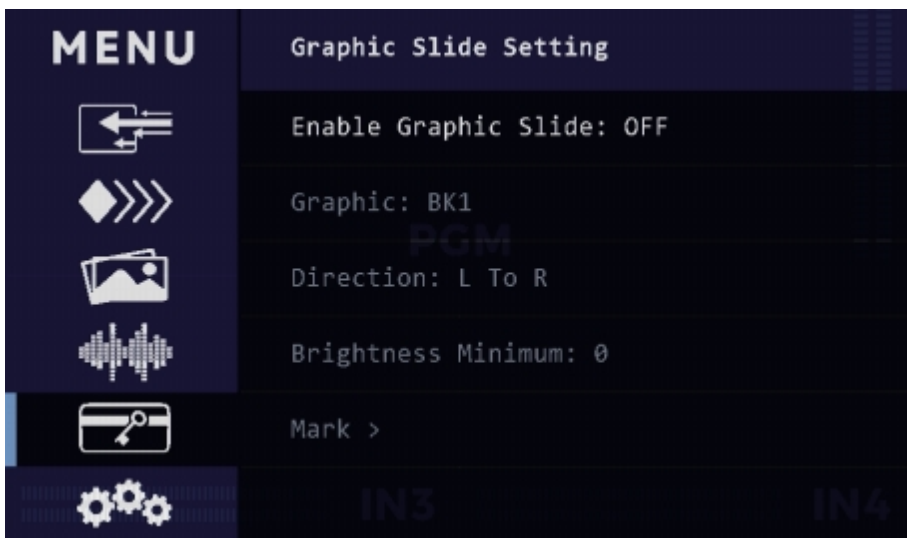 MENU
Graphic Slide Setting
Enable Graphic Slide: OFF
Graphic: BK1
PGM
Direction: L To R
Brightness Minimum: 0
Mark >
IN3
IN4